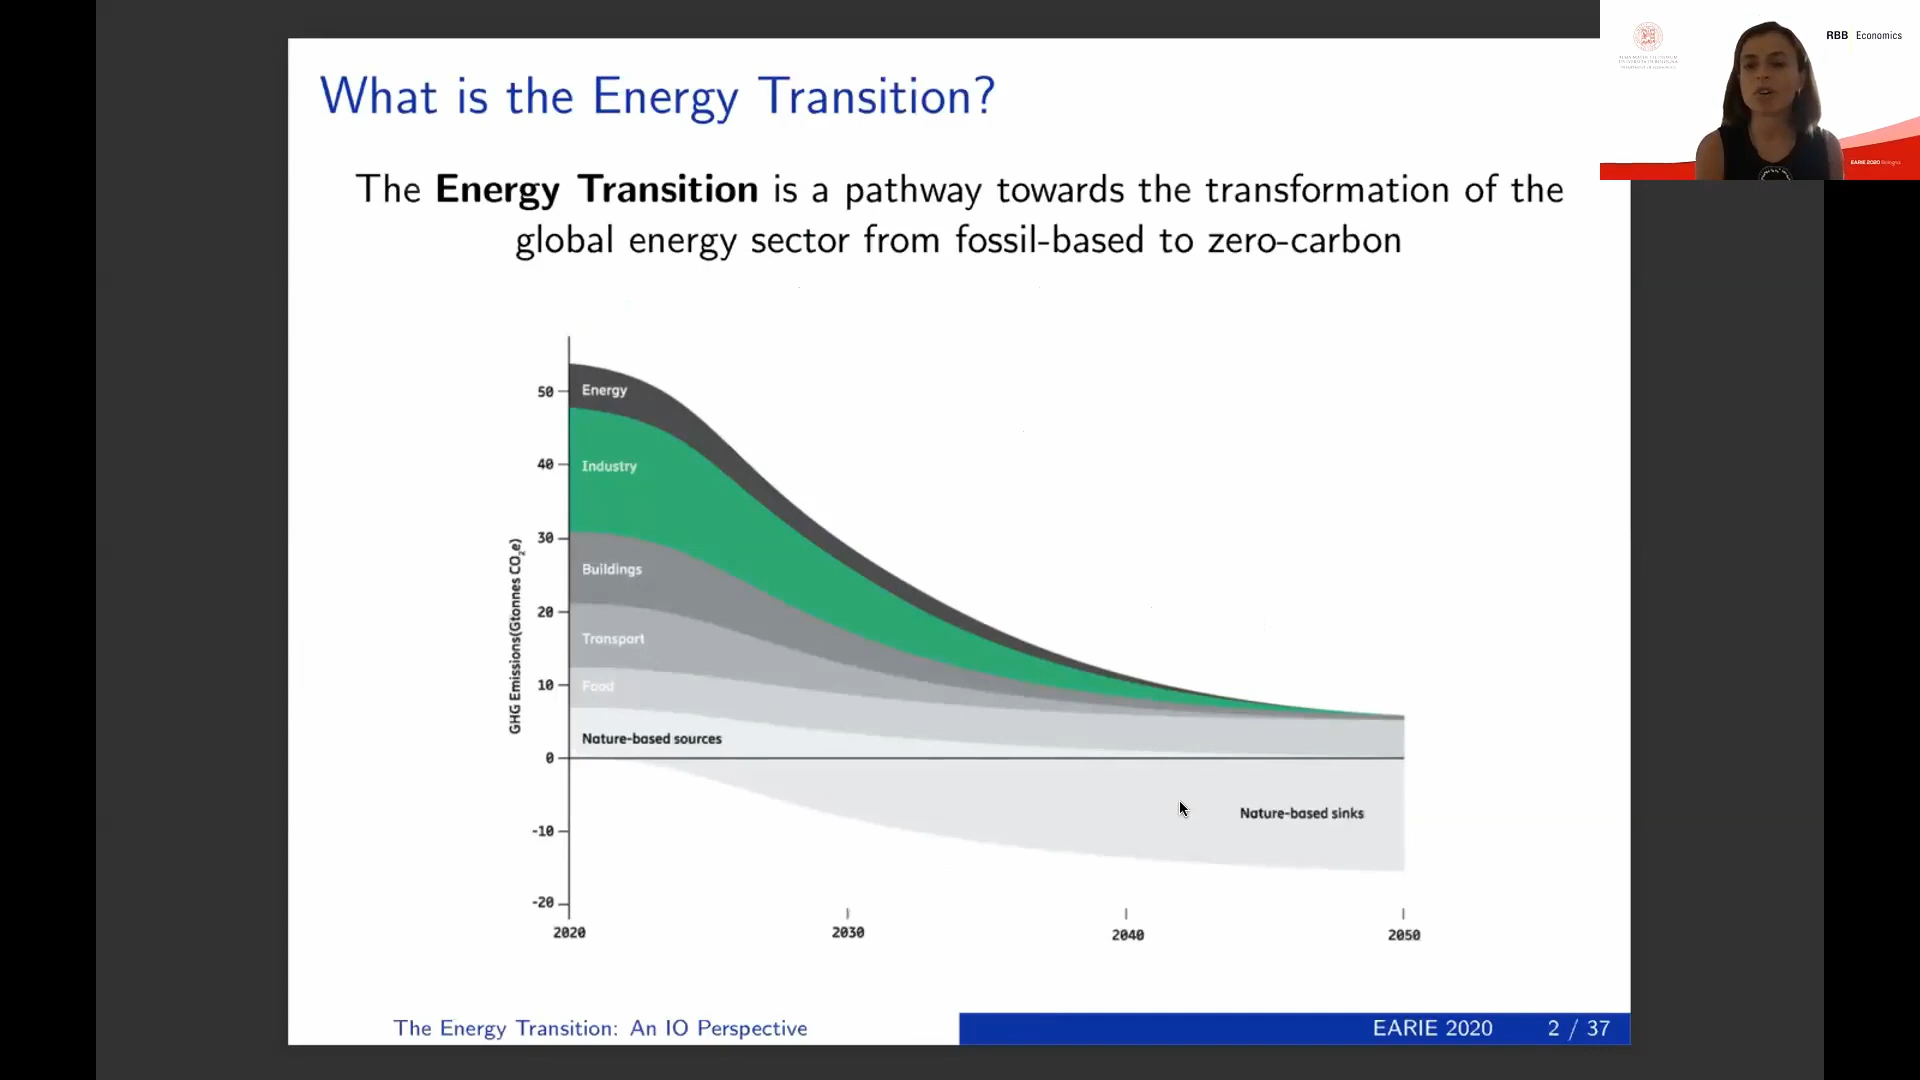 What is the Energy Transition?
The Energy Transition is a pathway towards the transformation of the
global energy sector from fossil-based to zero-carbon
GHG Emissions(Gtonnes CO2e)
50
40
30
20
10
0
-10
-20
Energy
Industry
Buildings
Transport
Food
Nature-based sources
Nature-based sinks
2020
2030
2040
2050
The Energy Transition: An IO Perspective
EARIE 2020
2 / 37
RBB Economics
EARIE 2020 Bologna